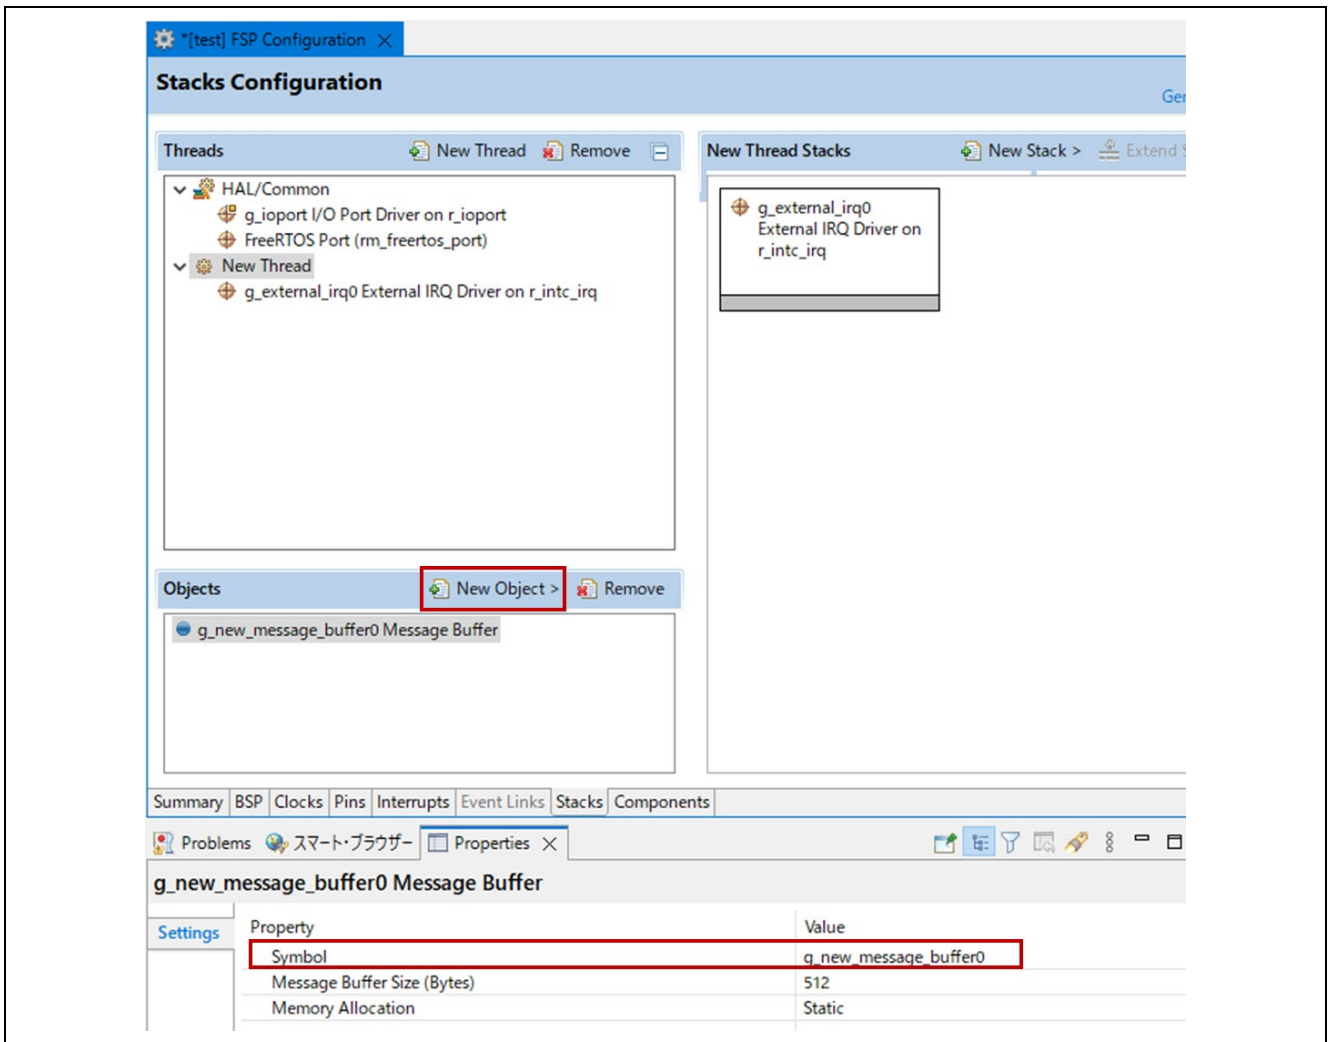 *[test] FSP Configuration
Stacks Configuration
Threads
New Thread
Remove
HAL/Common
g_ioport I/O Port Driver on r_ioport
FreeRTOS Port (rm_freertos_port)
New Thread
g_external_irq0 External IRQ Driver on r_intc_irq
New Thread Stacks
New Stack >
Extend
g_external_irq0
External IRQ Driver on
r_intc_irq
Objects
New Object >
Remove
g_new_message_buffer0 Message Buffer
Summary BSP Clocks Pins Interrupts Event Links Stacks Components
Problems スマート・ブラウザー Properties
g_new_message_buffer0 Message Buffer
Settings
Property Value
Symbol g_new_message_buffer0
Message Buffer Size (Bytes) 512
Memory Allocation Static